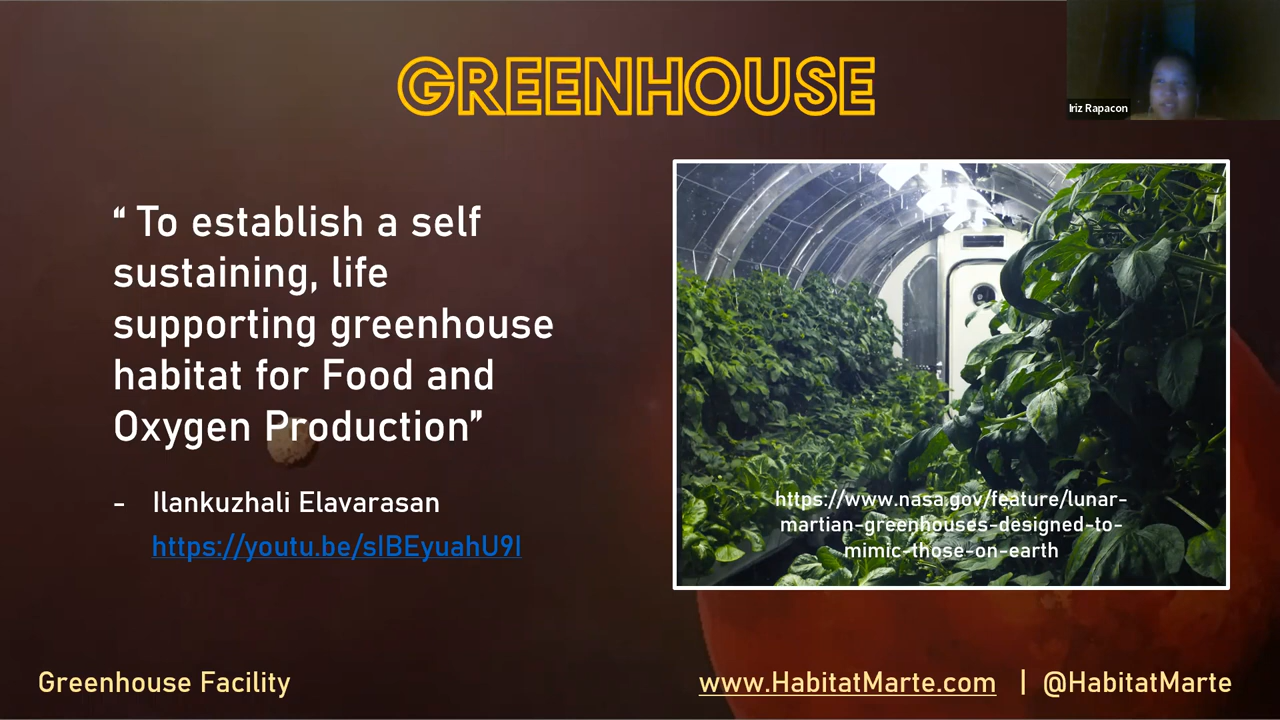 GREENHOUSE
Iriz Rapacon
“ To establish a self
sustaining, life
supporting greenhouse
habitat for Food and
Oxygen Production”
- Ilankuzhali Elavarasan
https://youtu.be/sIBEyuahU9I
https://www.nasa.gov/feature/lunar-
martian-greenhouses-designed-to-
mimic-those-on-earth
Greenhouse Facility
www.HabitatMarte.com | @HabitatMarte